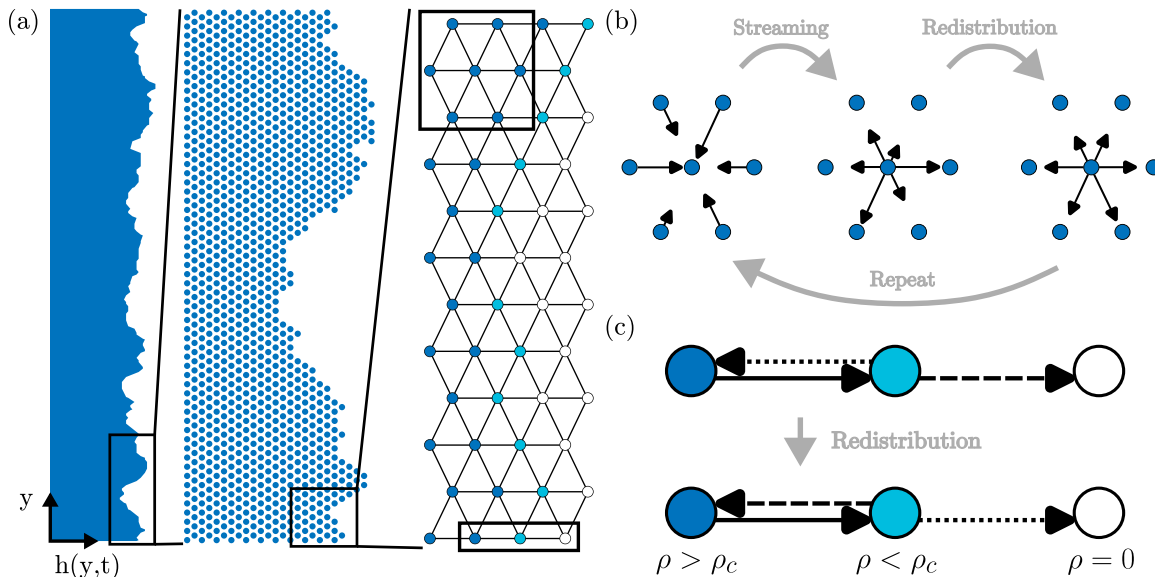 (a)
y
h(y,t)
(b)
Streaming
Redistribution
Repeat
(c)
Redistribution
ρ > ρc
ρ < ρc
ρ = 0